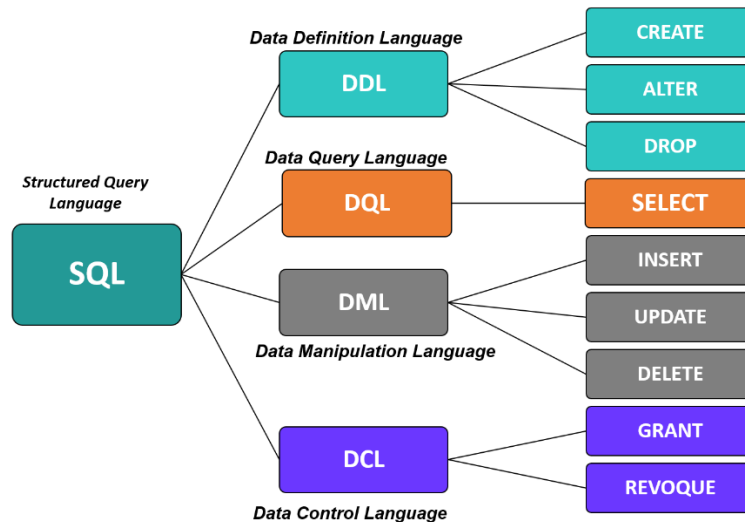 Structured Query
Language
SQL
Data Definition Language
DDL
CREATE
ALTER
DROP
Data Query Language
DQL
SELECT
DML
Data Manipulation Language
INSERT
UPDATE
DELETE
DCL
Data Control Language
GRANT
REVOQUE